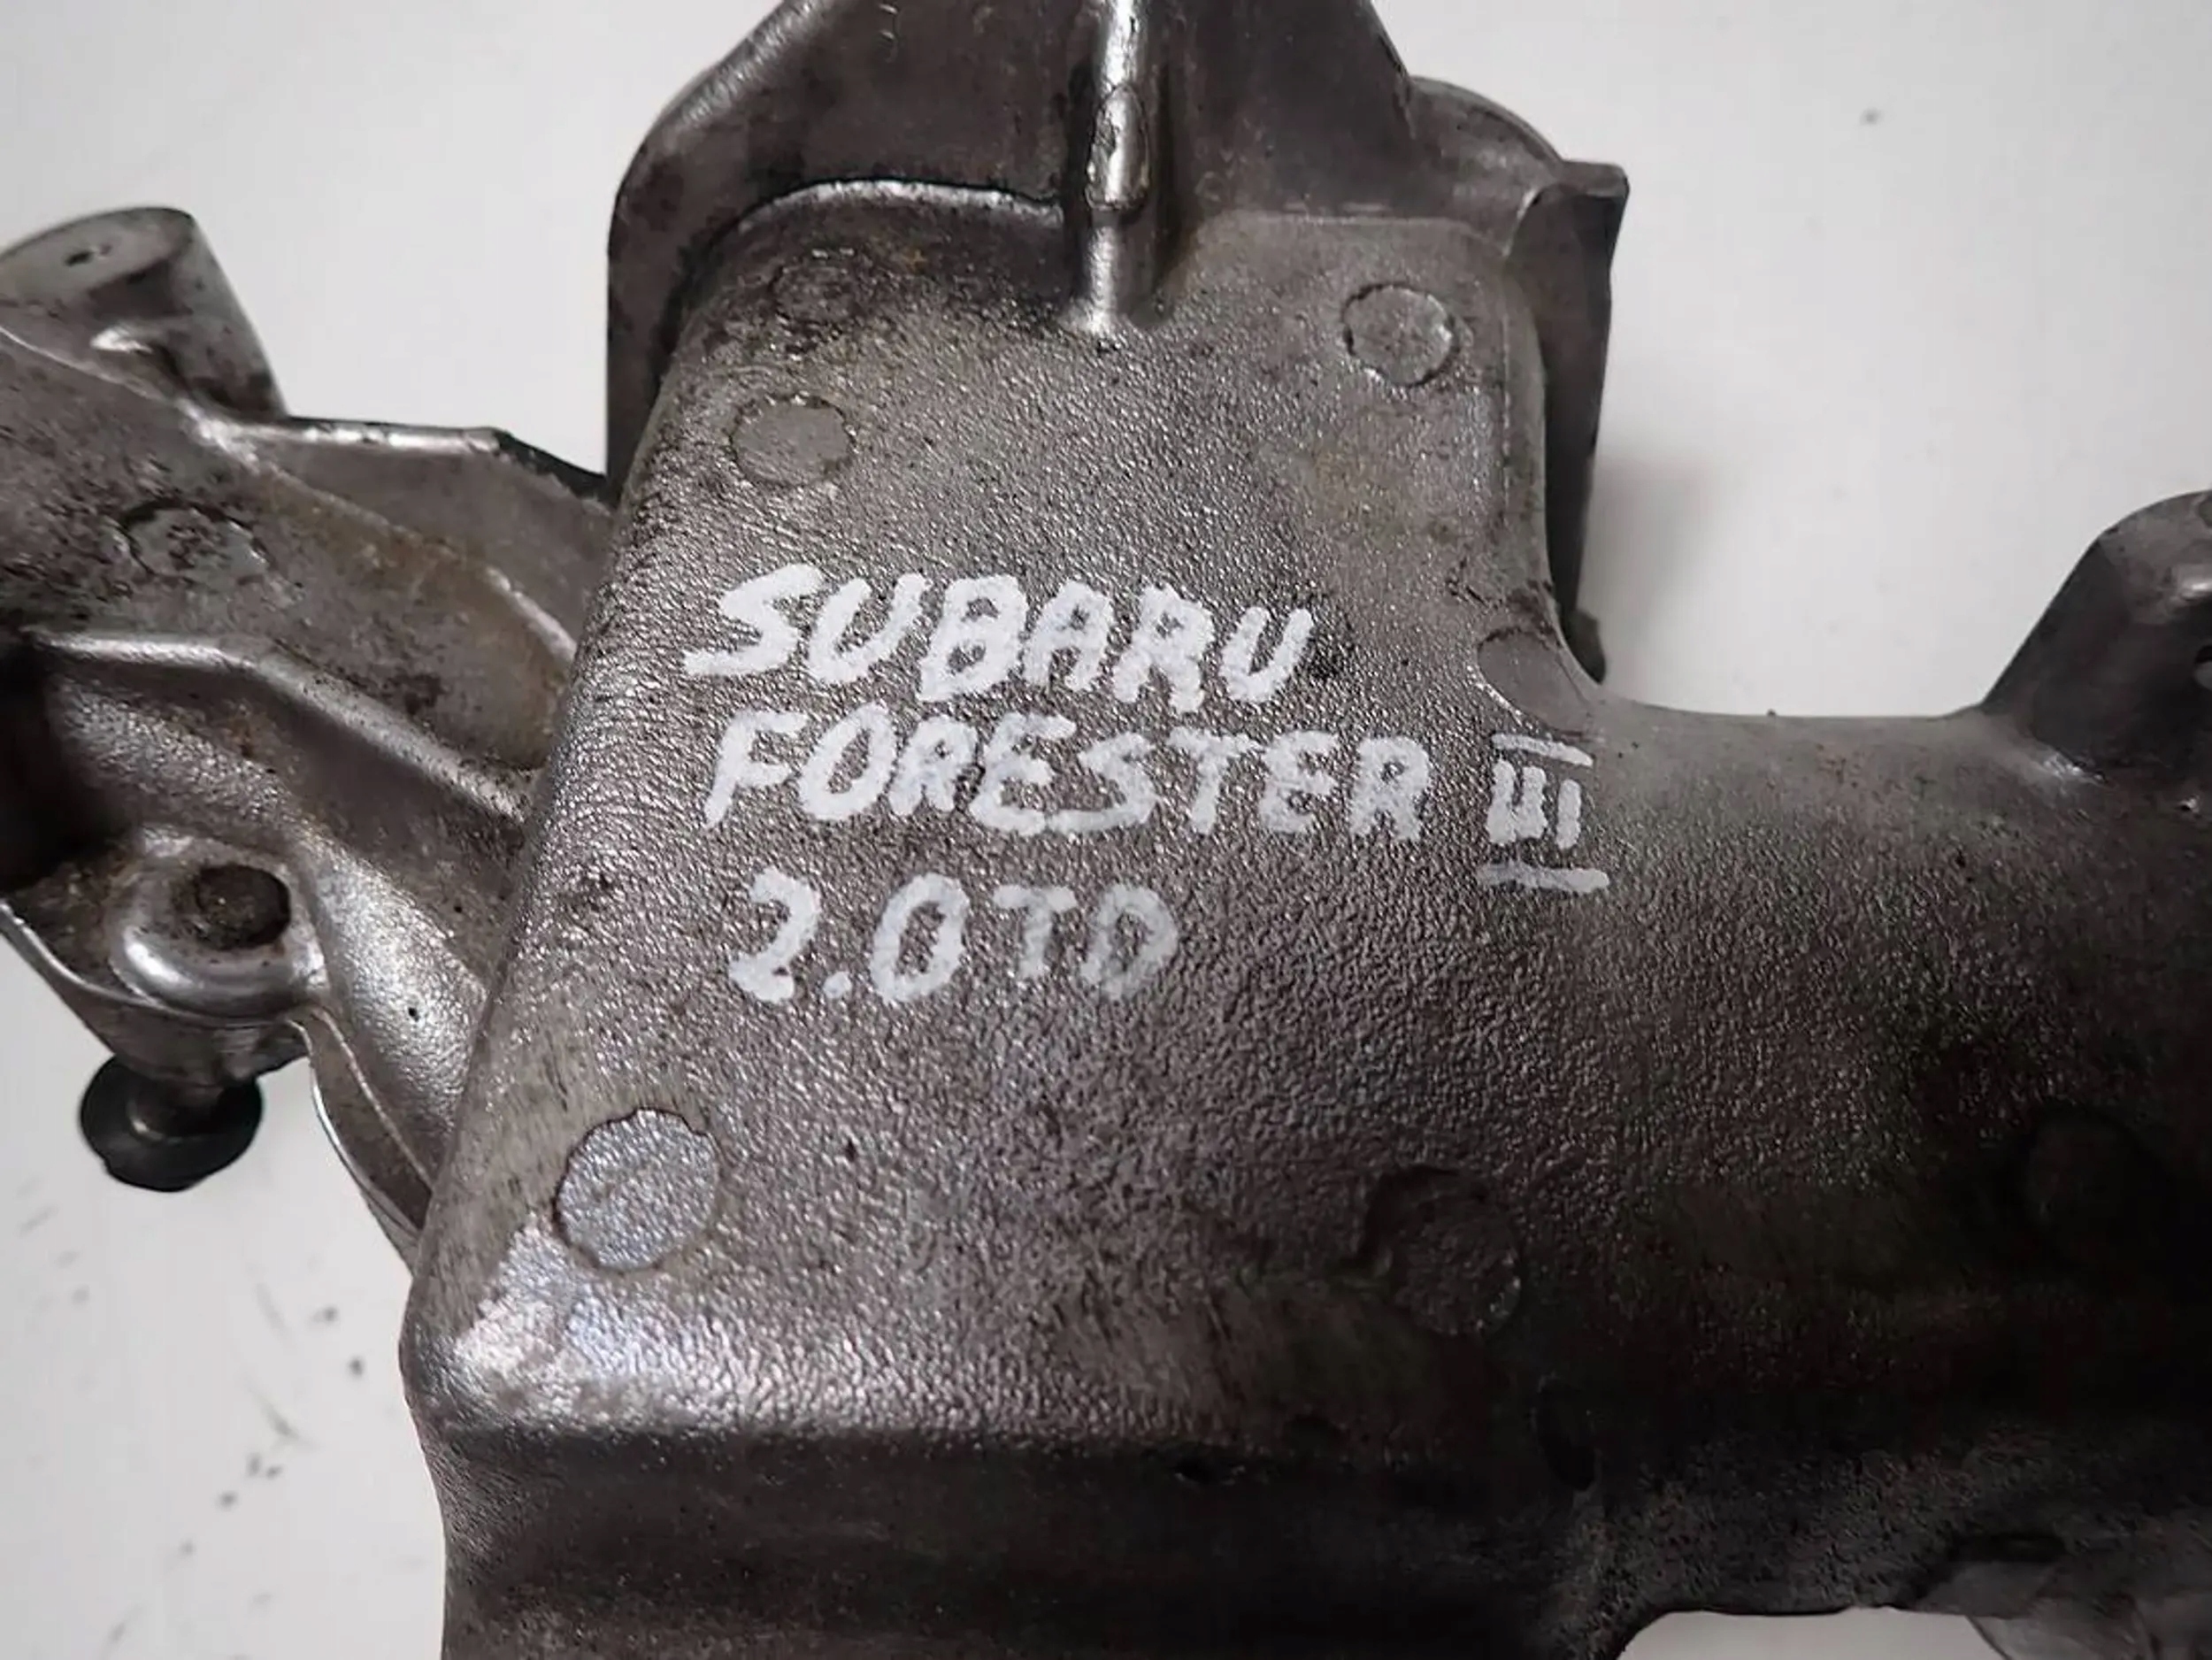 SUBARU
FORESTER III
2.0TD